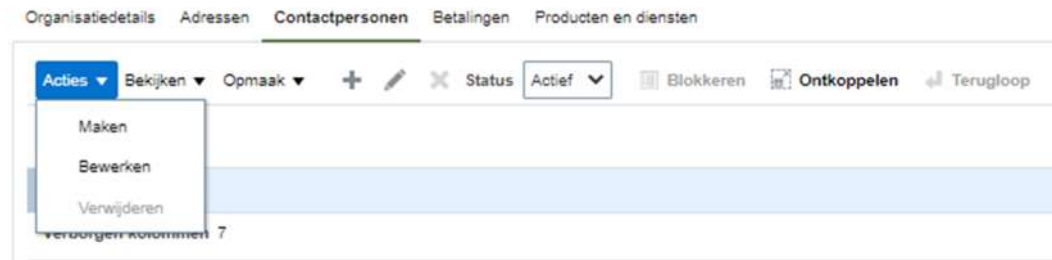 Organisatiedetails Adressen Contactpersonen Betalingen Producten en diensten
Acties Bekijken Opmaak Status Actief Blokkeren Ontkoppelen Terugloop
Maken
Bewerken
Verwijderen
Verborgen kolommen 7